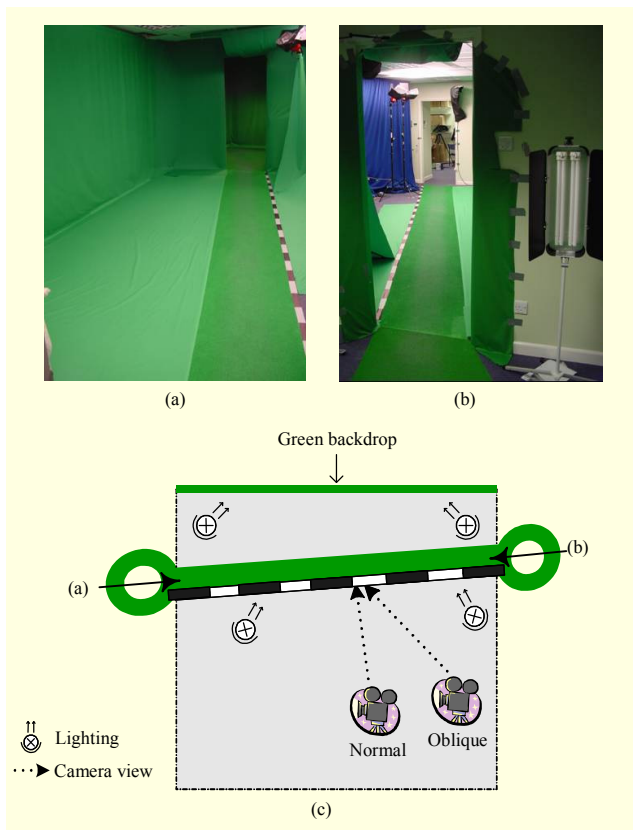 (a)
(b)
Green backdrop
(a)
(b)
Normal
Oblique
Lighting
Camera view
(c)